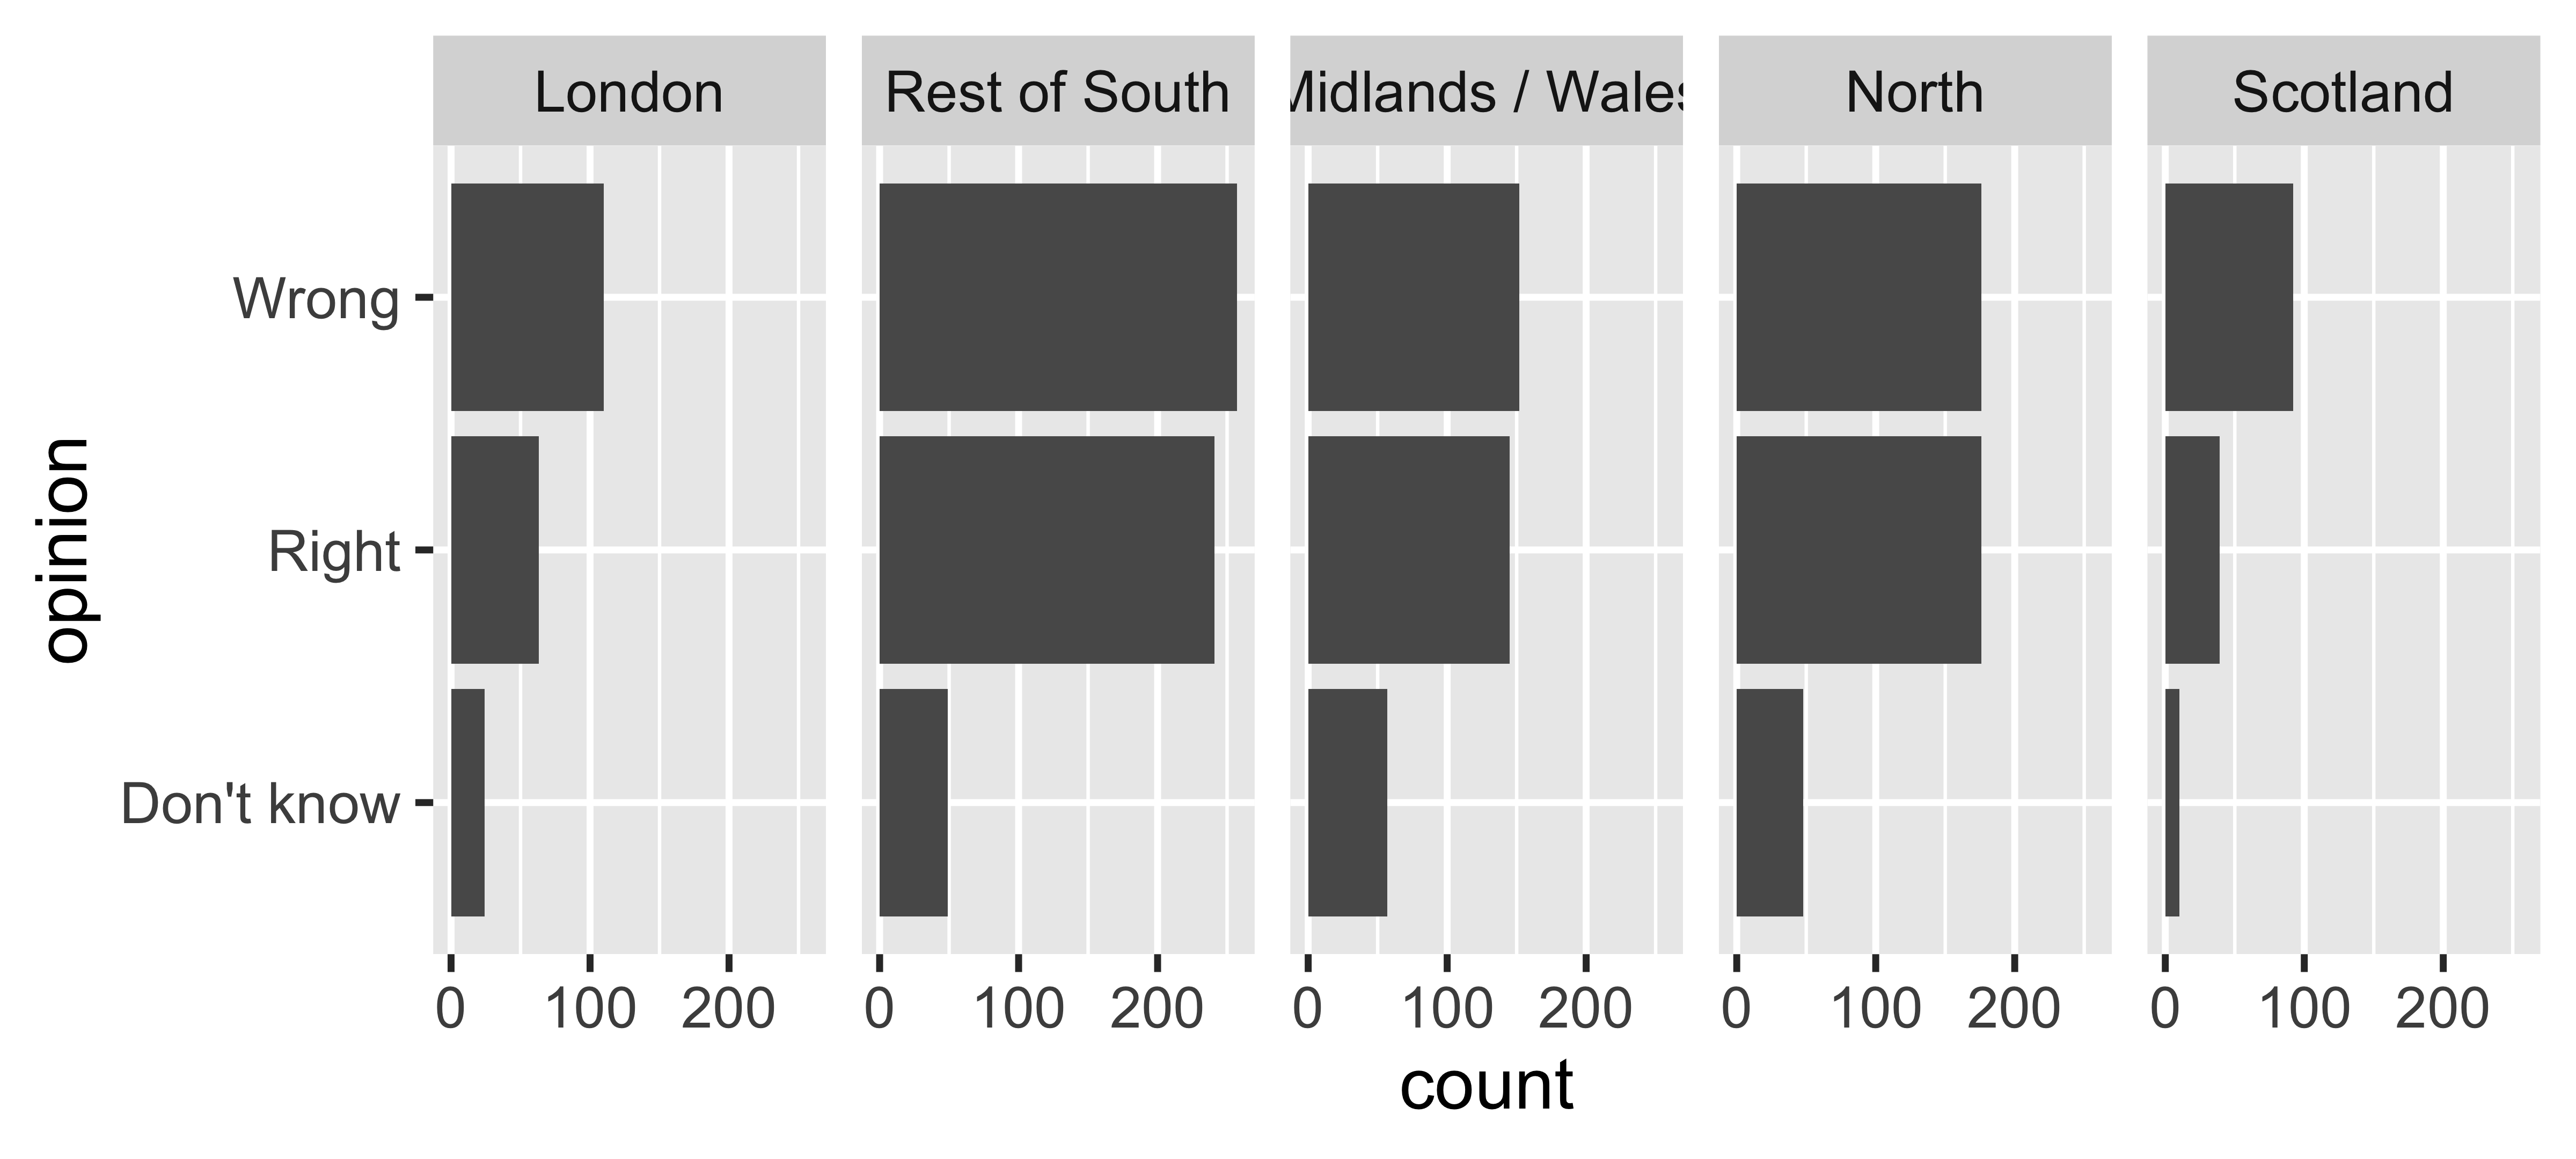 London
Rest of South
Midlands / Wales
North
Scotland
Wrong
Right
Don't know
opinion
0 100 200
0 100 200
0 100 200
0 100 200
0 100 200
count